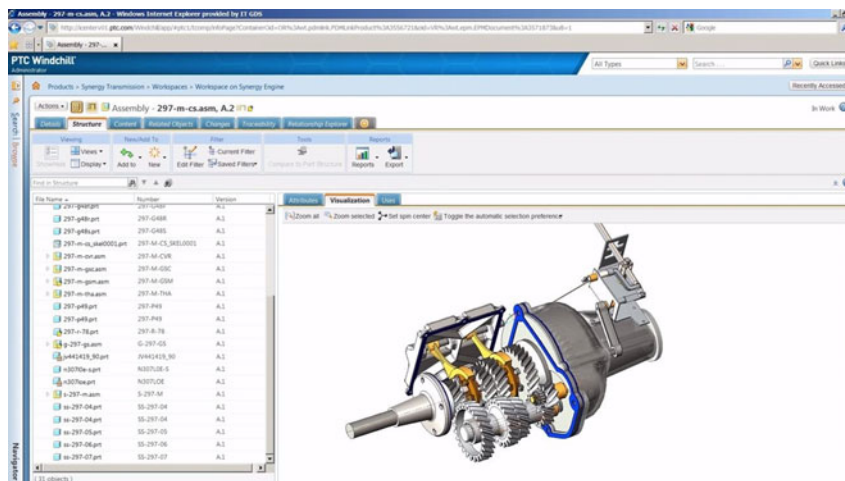 Assembly - 297-m-cs.asm, A.2 - Windows Internet Explorer provided by IT GDS
Assembly - 297-...
PTC Windchill
Administrator
All Types
Search...
Quick Links
Products > Synergy Transmission > Workspaces > Workspace on Synergy Engine
Recently Accessed
Search | Browse
Actions
Assembly - 297-m-cs.asm, A.2
In Work
Details Structure Content Related Objects Changes Traceability Relationship Explorer
Viewing New/Add To Filter Tools Reports
Views
Display
Add to New Edit Filter
Current Filter
Saved Filters
Compare to Part Structure
Reports Export
Find in Structure
File Name Number Version
Attributes Visualization Uses
Zoom all Zoom selected Set spin center Toggle the automatic selection preference
297-g48r.prt 297-G48R A.1
297-g48s.prt 297-G48S A.1
297-m-cs_skel0001.prt 297-M-CS_SKEL0001 A.1
297-m-cvr.asm 297-M-CVR A.1
297-m-gsc.asm 297-M-GSC A.1
297-m-gsm.asm 297-M-GSM A.1
297-m-tha.asm 297-M-THA A.1
297-p49.prt 297-P49 A.1
297-p49.prt 297-P49 A.1
297-r-76.prt 297-R-76 A.1
g-297-gs.asm G-297-GS A.1
jv441419_90.prt JV441419_90 A.1
A.1
A.1
s-297-m.asm S-297-M A.1
ss-297-04.prt SS-297-04 A.1
ss-297-04.prt SS-297-04 A.1
ss-297-05.prt SS-297-05 A.1
ss-297-06.prt SS-297-06 A.1
ss-297-07.prt SS-297-07 A.1
Navigator
( 31 objects )